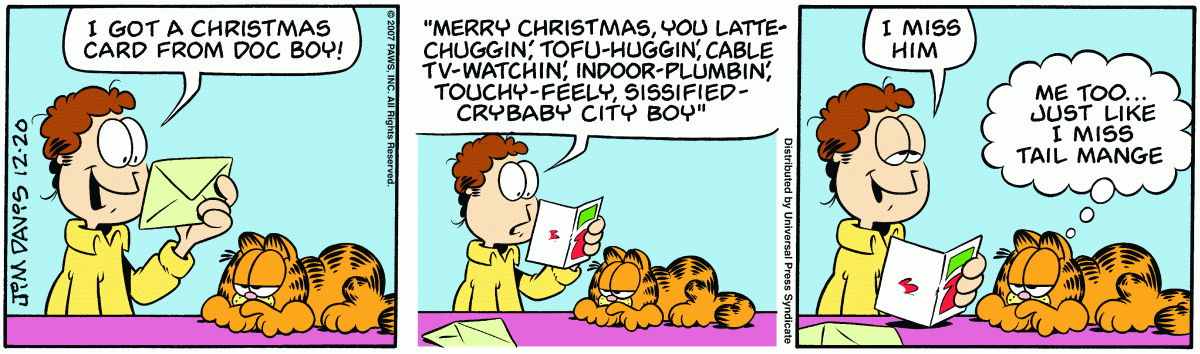 I GOT A CHRISTMAS
CARD FROM DOC BOY!
JIM DAVIS 12·20
© 2007 PAWS, INC. All Rights Reserved.
"MERRY CHRISTMAS, YOU LATTE-
CHUGGIN', TOFU-HUGGIN', CABLE
TV-WATCHIN', INDOOR-PLUMBIN',
TOUCHY-FEELY, SISSIFIED-
CRYBABY CITY BOY"
Distributed by Universal Press Syndicate
I MISS
HIM
ME TOO...
JUST LIKE
I MISS
TAIL MANGE